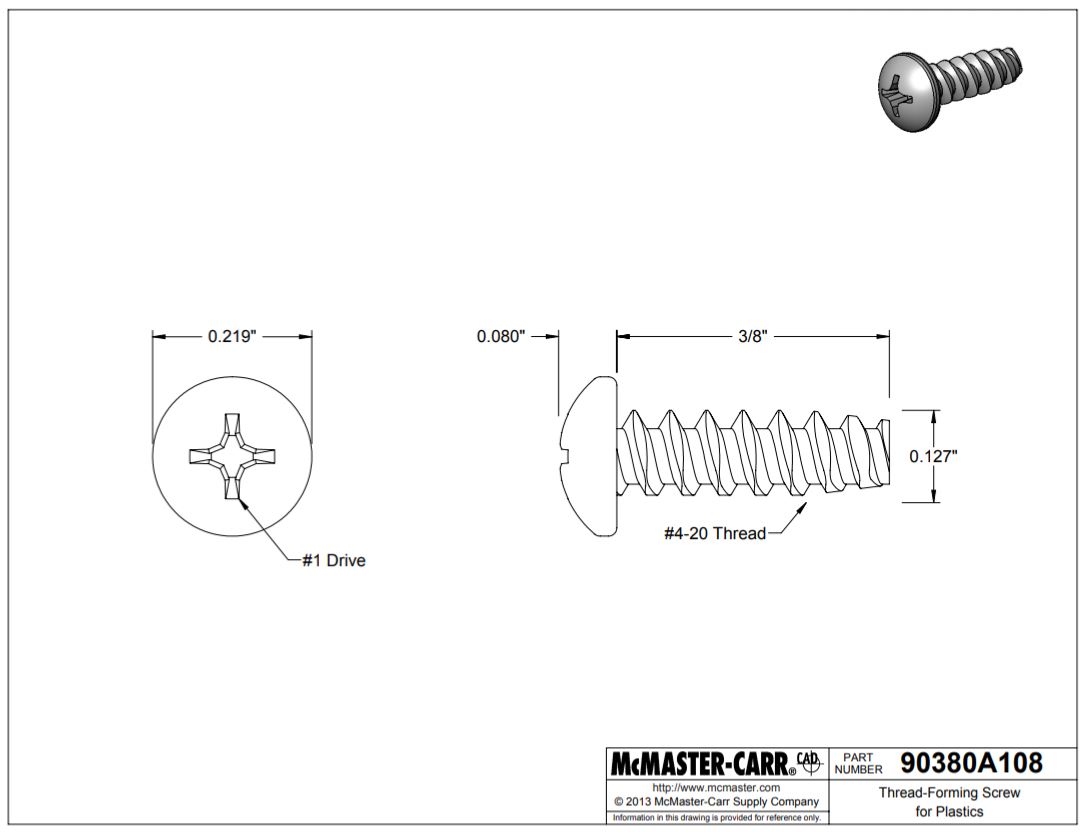 0.219"
0.080"
3/8"
0.127"
#4-20 Thread
#1 Drive
McMASTER-CARR® CAD
PART
NUMBER
90380A108
http://www.mcmaster.com
© 2013 McMaster-Carr Supply Company
Information in this drawing is provided for reference only.
Thread-Forming Screw
for Plastics